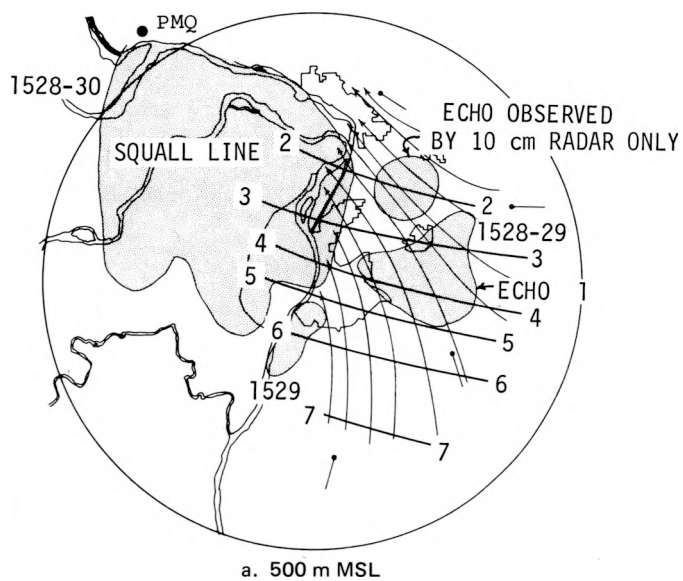 PMQ
1528-30
ECHO OBSERVED
BY 10 cm RADAR ONLY
SQUALL LINE
2
2
3
1528-29
3
4
ECHO
1
4
5
5
6
6
1529
7
7
a. 500 m MSL